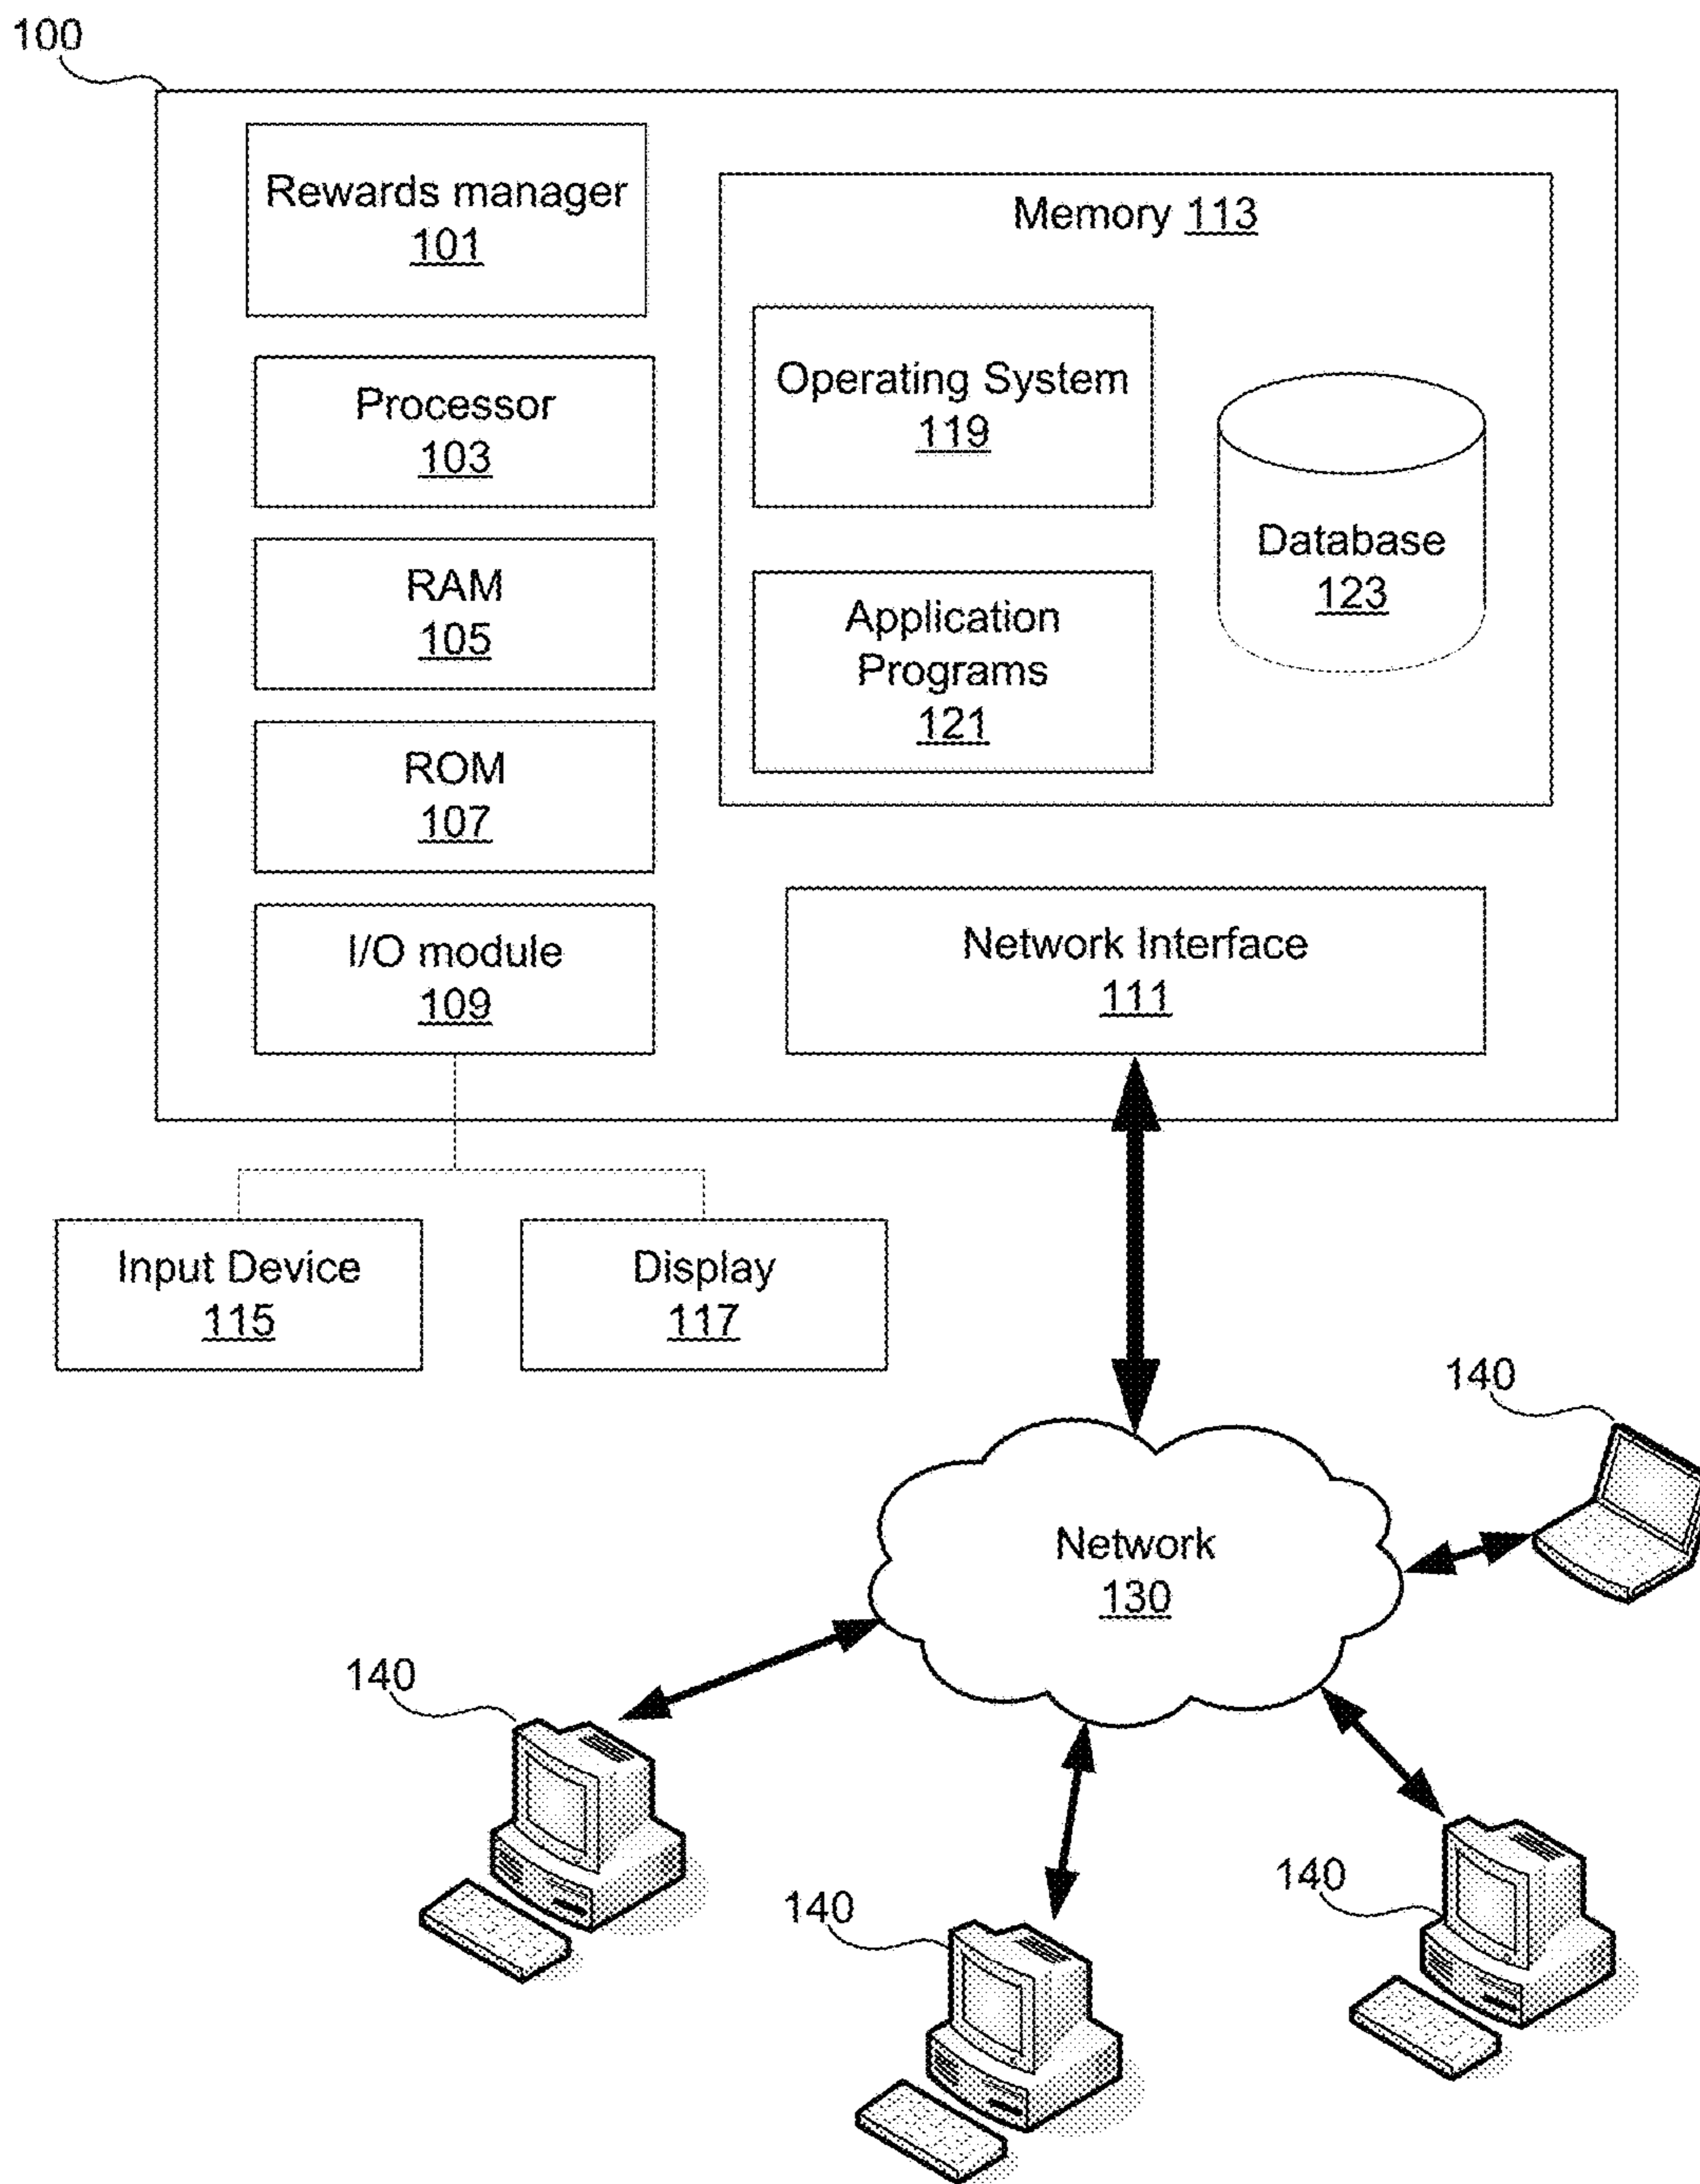 100
Rewards manager
101
Processor
103
RAM
105
ROM
107
I/O module
109
Memory 113
Operating System
119
Application
Programs
121
Database
123
Network Interface
111
Input Device
115
Display
117
Network
130
140
140
140
140